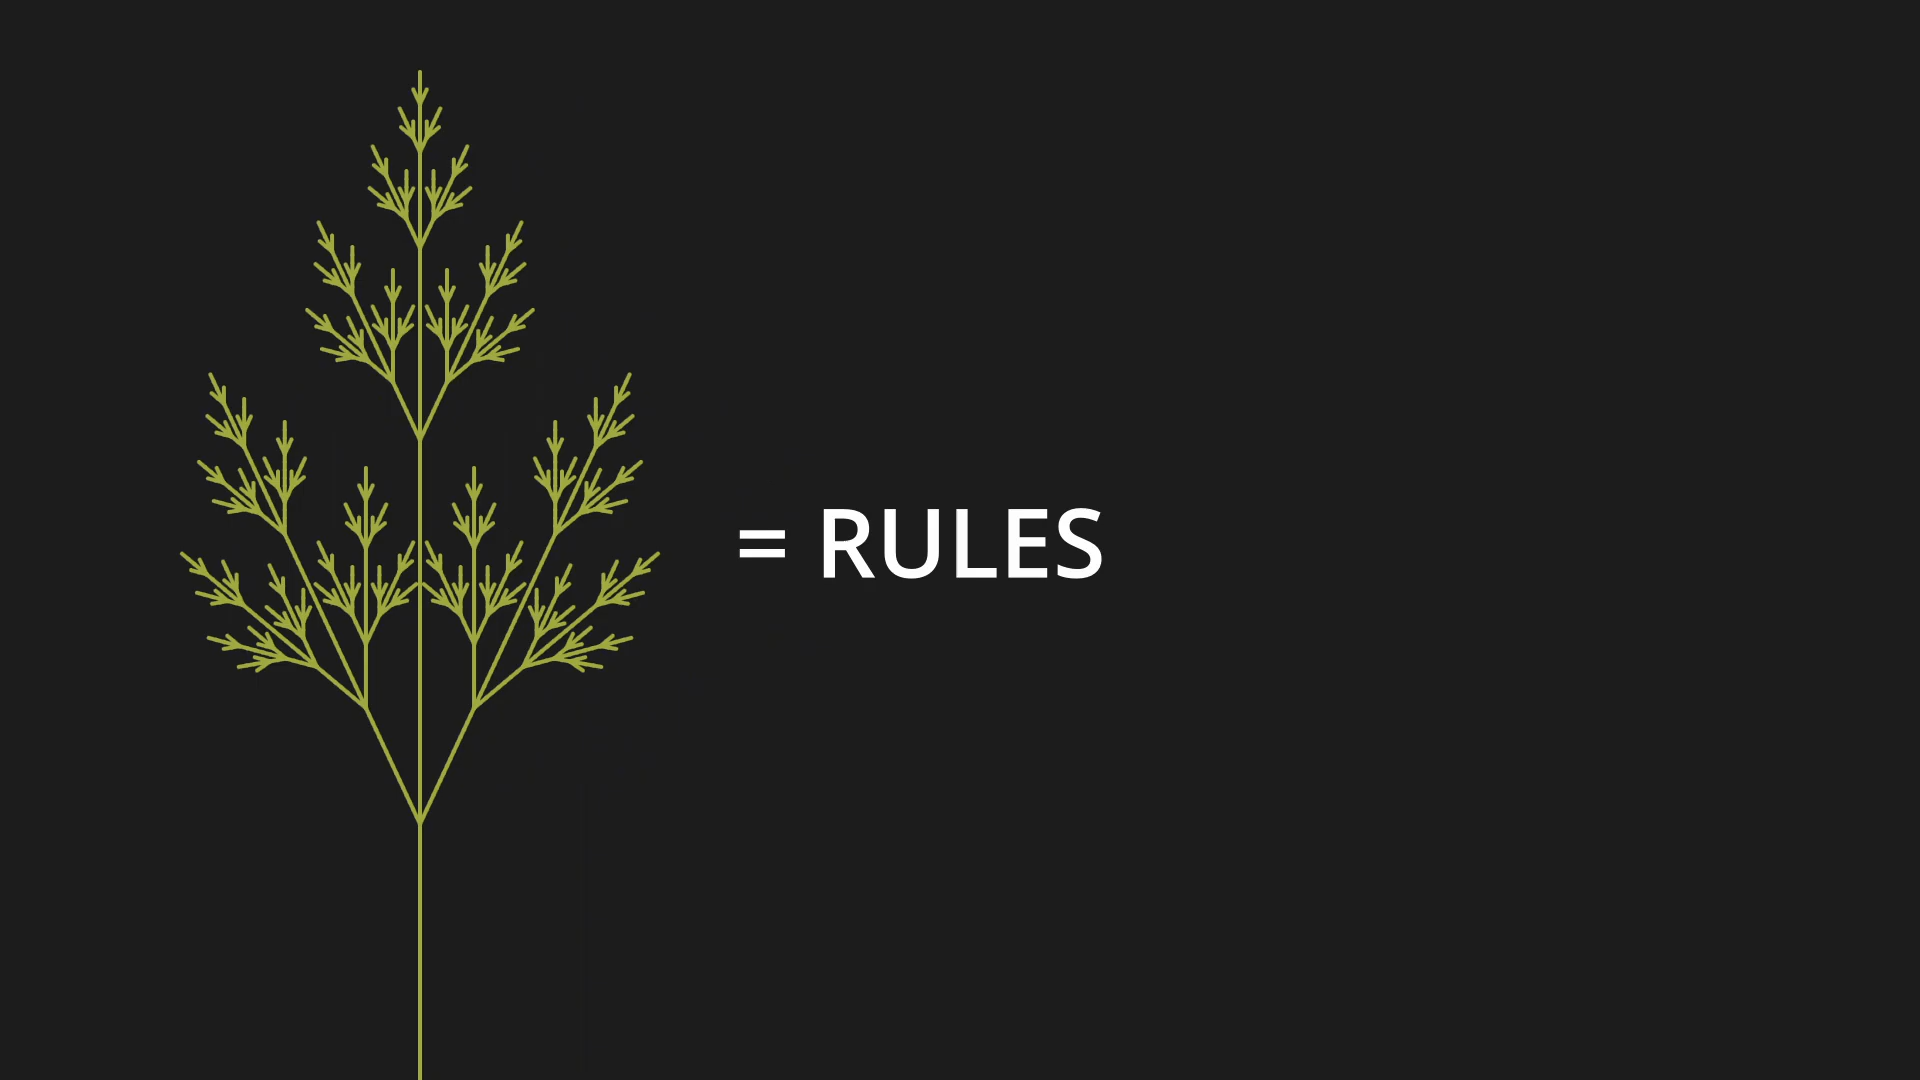 = RULES